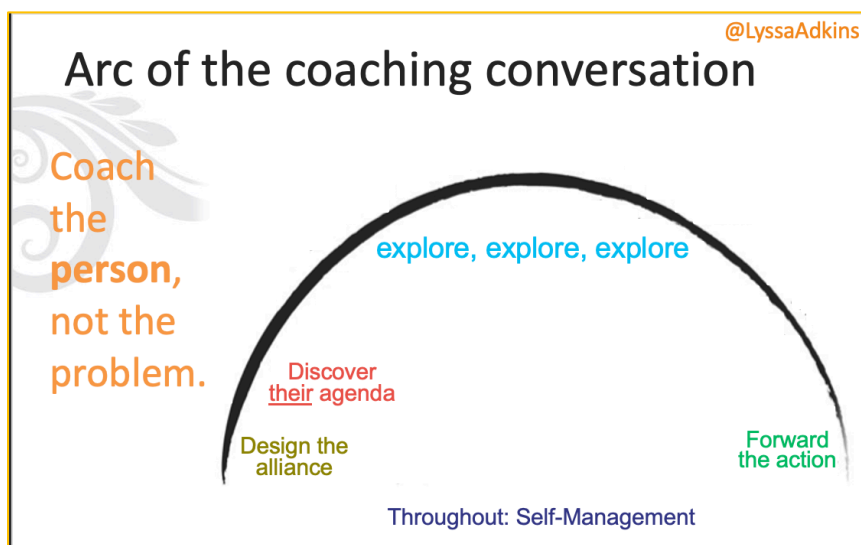 @LyssaAdkins
Arc of the coaching conversation
Coach
the
person,
not the
problem.
explore, explore, explore
Discover
their agenda
Design the
alliance
Forward
the action
Throughout: Self-Management